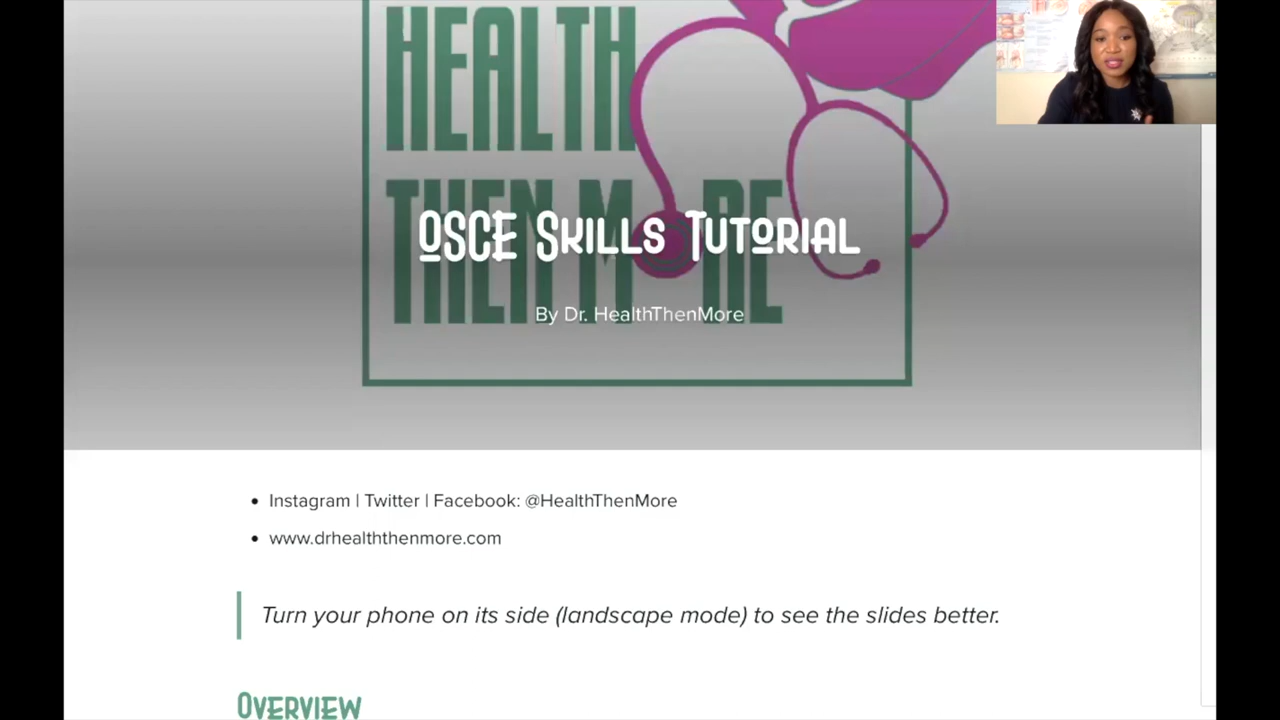 HEALTH
THEN M RE
OSCE Skills Tutorial
By Dr. HealthThenMore
• Instagram | Twitter | Facebook: @HealthThenMore
• www.drhealththenmore.com
Turn your phone on its side (landscape mode) to see the slides better.
Overview